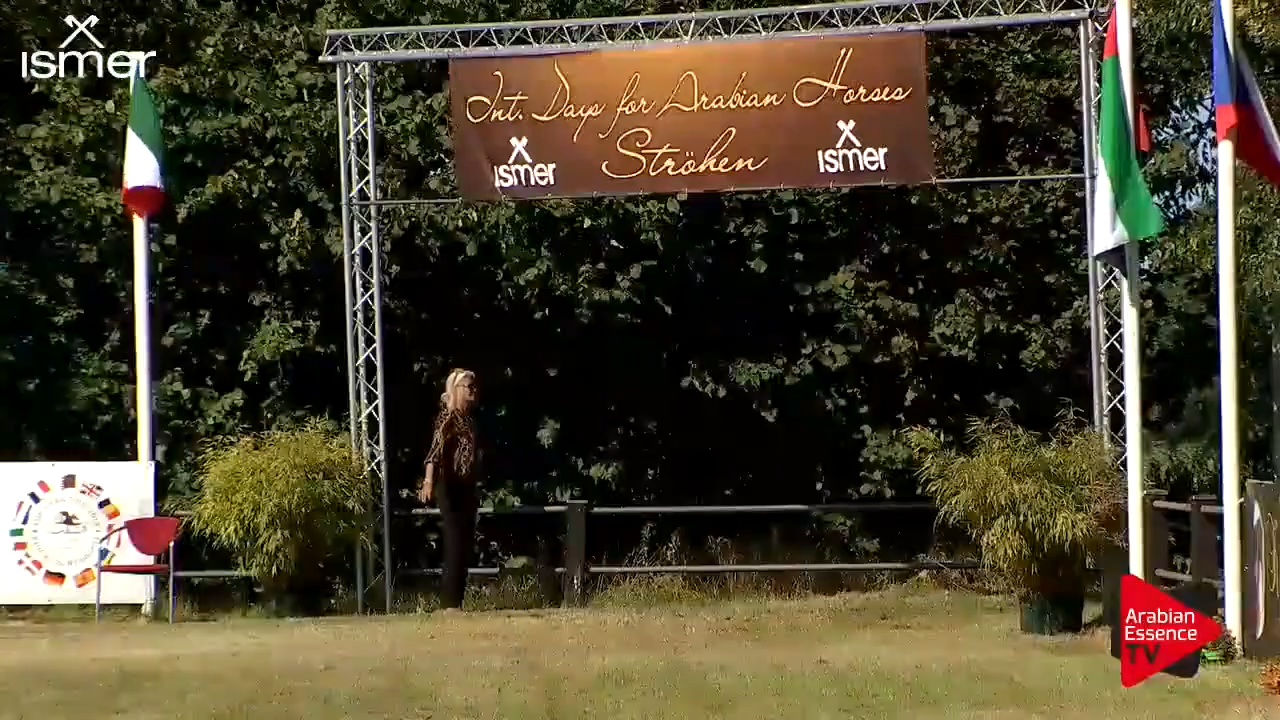 ismer
Int. Days for Arabian Horses
Ströhen
ismer
ismer
Arabian
Essence
TV